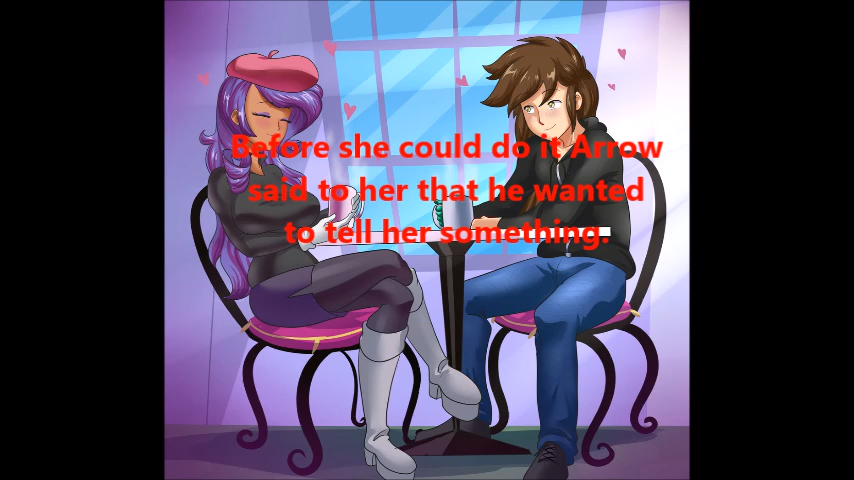 Before she could do it Arrow
said to her that he wanted
to tell her something.